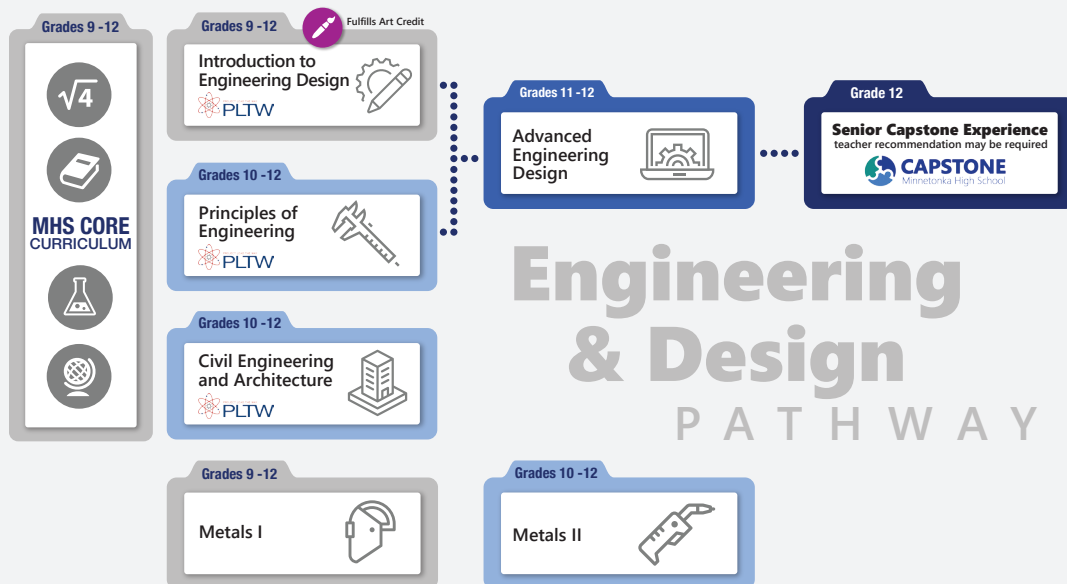 Grades 9 -12
√4
MHS CORE
CURRICULUM
Grades 9 -12
Fulfills Art Credit
Introduction to
Engineering Design
PLTW
Grades 10 -12
Principles of
Engineering
PLTW
Grades 10 -12
Civil Engineering
and Architecture
PLTW
Grades 9 -12
Metals I
Grades 11 -12
Advanced
Engineering
Design
Grade 12
Senior Capstone Experience
teacher recommendation may be required
CAPSTONE
Minnetonka High School
Engineering
& Design
PATHWAY
Grades 10 -12
Metals II